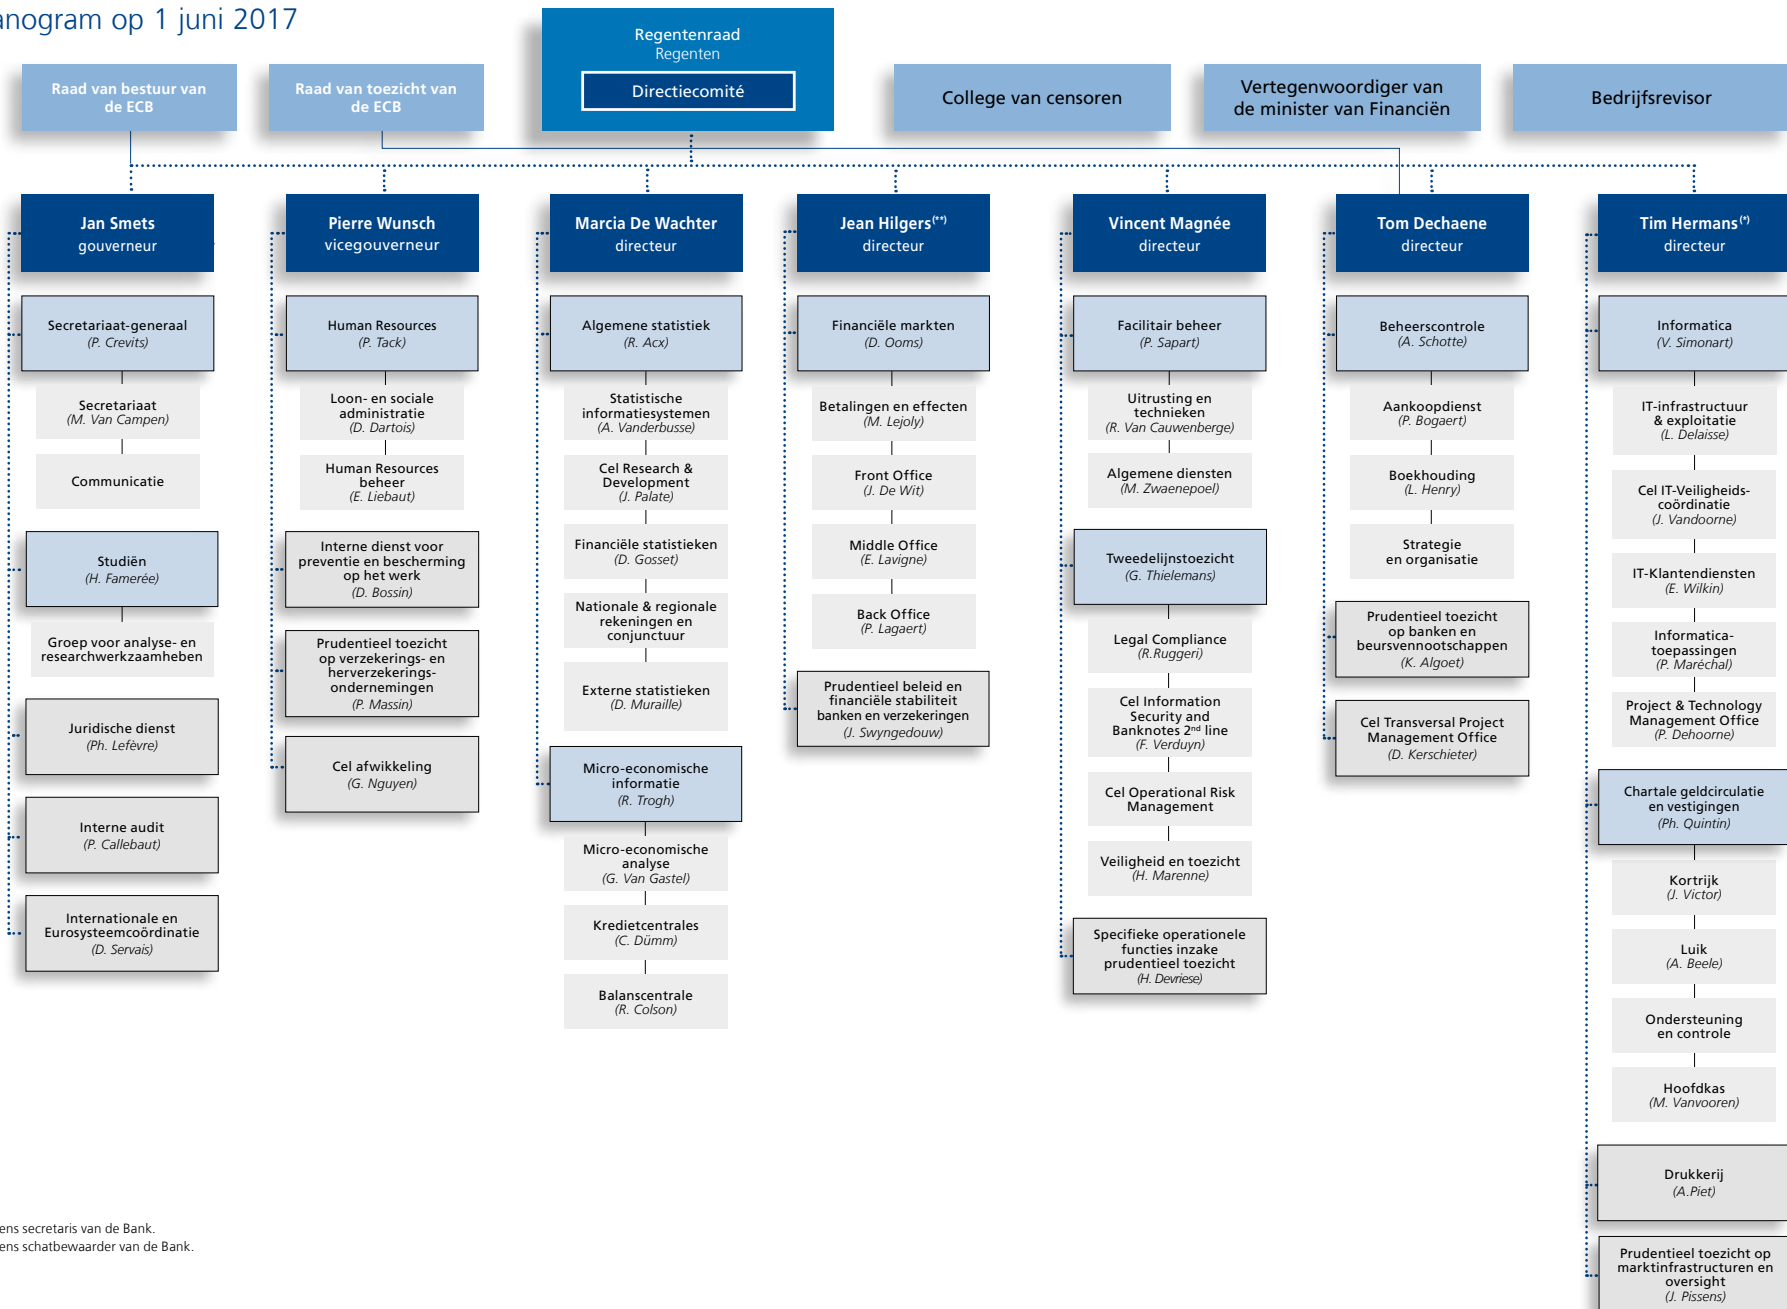 anogram op 1 juni 2017
Regentenraad
Regenten
Directiecomité
Raad van bestuur van
de ECB
Raad van toezicht van
de ECB
College van censoren
Vertegenwoordiger van
de minister van Financiën
Bedrijfsrevisor
Jan Smets
gouverneur
Secretariaat-generaal
(P. Crevits)
Secretariaat
(M. Van Campen)
Communicatie
Studiën
(H. Famerée)
Groep voor analyse- en
researchwerkzaamheben
Juridische dienst
(Ph. Lefèvre)
Interne audit
(P. Callebaut)
Internationale en
Eurosysteemcoördinatie
(D. Servais)
Pierre Wunsch
vicegouverneur
Human Resources
(P. Tack)
Loon- en sociale
administratie
(D. Dartois)
Human Resources
beheer
(E. Liebaut)
Interne dienst voor
preventie en bescherming
op het werk
(D. Bossin)
Prudentieel toezicht
op verzekerings- en
herverzekerings-
ondernemingen
(P. Massin)
Cel afwikkeling
(G. Nguyen)
Marcia De Wachter
directeur
Algemene statistiek
(R. Acx)
Statistische
informatiesystemen
(A. Vanderbusse)
Cel Research &
Development
(J. Palate)
Financiële statistieken
(D. Gosset)
Nationale & regionale
rekeningen en
conjunctuur
Externe statistieken
(D. Muraille)
Micro-economische
informatie
(R. Trogh)
Micro-economische
analyse
(G. Van Gastel)
Kredietcentrales
(C. Dümm)
Balanscentrale
(R. Colson)
Jean Hilgers(**)
directeur
Financiële markten
(D. Ooms)
Betalingen en effecten
(M. Lejoly)
Front Office
(J. De Wit)
Middle Office
(E. Lavigne)
Back Office
(P. Lagaert)
Prudentieel beleid en
financiële stabiliteit
banken en verzekeringen
(J. Swyngedouw)
Vincent Magnée
directeur
Facilitair beheer
(P. Sapart)
Uitrusting en
technieken
(R. Van Cauwenberge)
Algemene diensten
(M. Zwaenepoel)
Tweedelijnstoezicht
(G. Thielemans)
Legal Compliance
(R.Ruggeri)
Cel Information
Security and
Banknotes 2nd line
(F. Verduyn)
Cel Operational Risk
Management
Veiligheid en toezicht
(H. Marenne)
Specifieke operationele
functies inzake
prudentieel toezicht
(H. Devriese)
Tom Dechaene
directeur
Beheerscontrole
(A. Schotte)
Aankoopdienst
(P. Bogaert)
Boekhouding
(L. Henry)
Strategie
en organisatie
Prudentieel toezicht
op banken en
beursvennootschappen
(K. Algoet)
Cel Transversal Project
Management Office
(D. Kerschieter)
Tim Hermans(*)
directeur
Informatica
(V. Simonart)
IT-infrastructuur
& exploitatie
(L. Delaisse)
Cel IT-Veiligheids-
coördinatie
(J. Vandoorne)
IT-Klantendiensten
(E. Wilkin)
Informatica-
toepassingen
(P. Maréchal)
Project & Technology
Management Office
(P. Dehoorne)
Chartale geldcirculatie
en vestigingen
(Ph. Quintin)
Kortrijk
(J. Victor)
Luik
(A. Beele)
Ondersteuning
en controle
Hoofdkas
(M. Vanvooren)
Drukkerij
(A.Piet)
Prudentieel toezicht op
marktinfrastructuren en
oversight
(J. Pissens)
ens secretaris van de Bank.
ens schatbewaarder van de Bank.